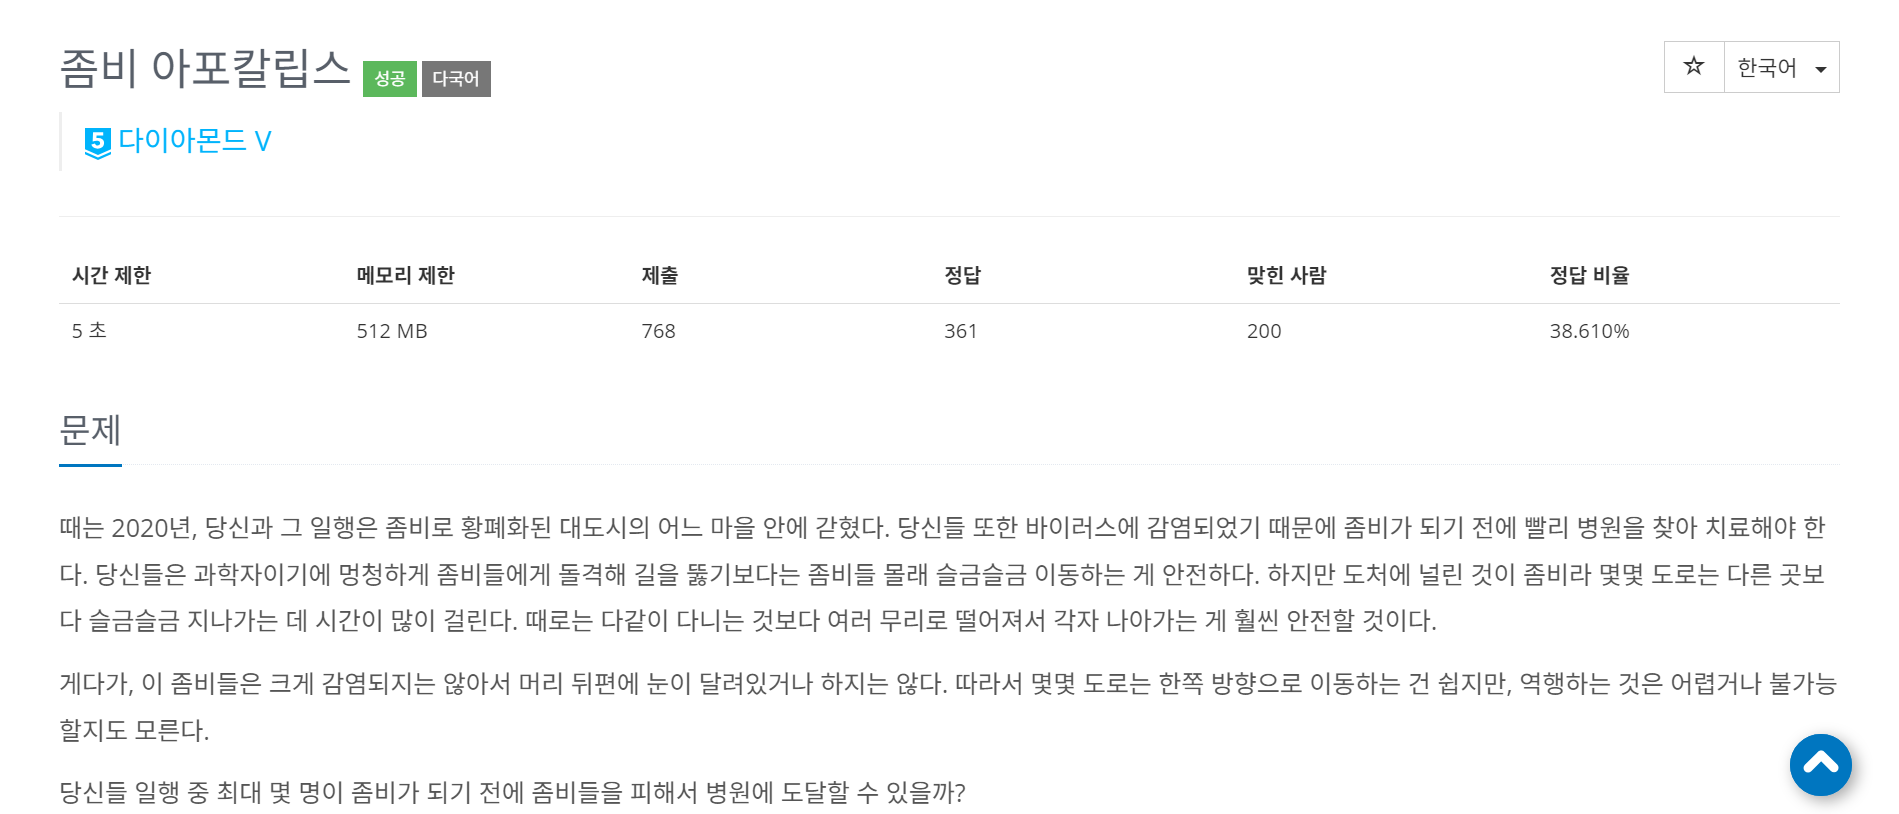 좀비 아포칼립스 성공 다국어
☆ 한국어
5 다이아몬드 V
시간 제한 메모리 제한 제출 정답 맞힌 사람 정답 비율
5 초 512 MB 768 361 200 38.610%
문제
때는 2020년, 당신과 그 일행은 좀비로 황폐화된 대도시의 어느 마을 안에 갇혔다. 당신들 또한 바이러스에 감염되었기 때문에 좀비가 되기 전에 빨리 병원을 찾아 치료해야 한
다. 당신들은 과학자이기에 멍청하게 좀비들에게 돌격해 길을 뚫기보다는 좀비들 몰래 슬금슬금 이동하는 게 안전하다. 하지만 도처에 널린 것이 좀비라 몇몇 도로는 다른 곳보
다 슬금슬금 지나가는 데 시간이 많이 걸린다. 때로는 다같이 다니는 것보다 여러 무리로 떨어져서 각자 나아가는 게 훨씬 안전할 것이다.
게다가, 이 좀비들은 크게 감염되지는 않아서 머리 뒤편에 눈이 달려있거나 하지는 않다. 따라서 몇몇 도로는 한쪽 방향으로 이동하는 건 쉽지만, 역행하는 것은 어렵거나 불가능
할지도 모른다.
당신들 일행 중 최대 몇 명이 좀비가 되기 전에 좀비들을 피해서 병원에 도달할 수 있을까?